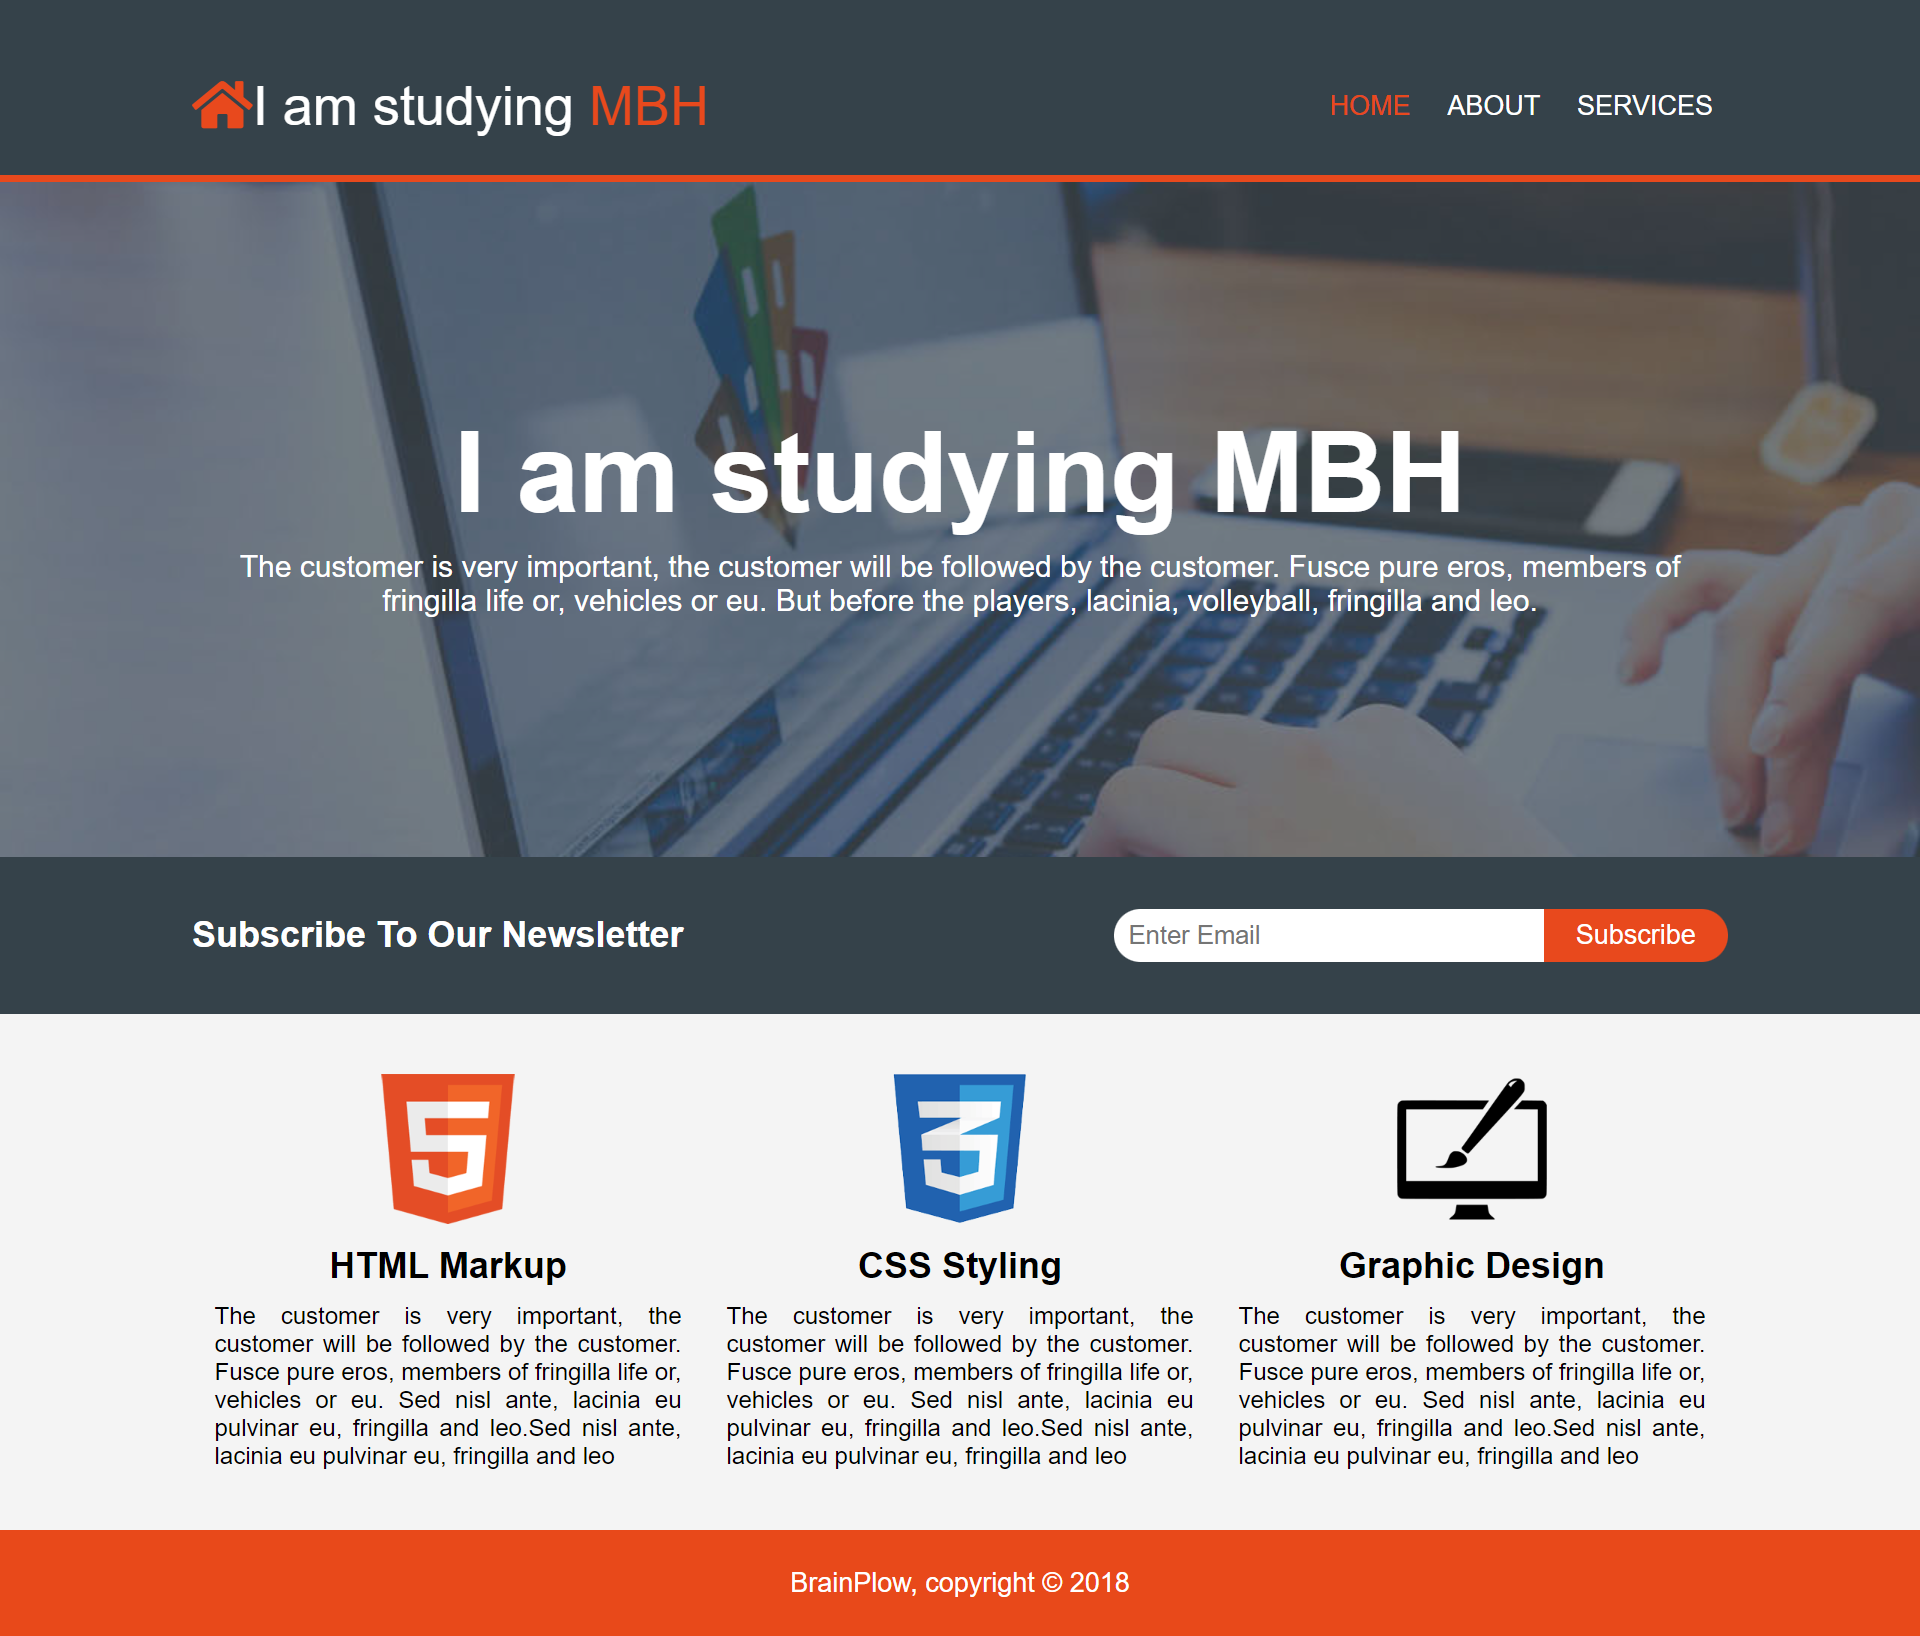 I am studying MBH
HOME ABOUT SERVICES
I am studying MBH
The customer is very important, the customer will be followed by the customer. Fusce pure eros, members of
fringilla life or, vehicles or eu. But before the players, lacinia, volleyball, fringilla and leo.
Subscribe To Our Newsletter
Enter Email
Subscribe
HTML Markup
The customer is very important, the
customer will be followed by the customer.
Fusce pure eros, members of fringilla life or,
vehicles or eu. Sed nisl ante, lacinia eu
pulvinar eu, fringilla and leo.Sed nisl ante,
lacinia eu pulvinar eu, fringilla and leo
CSS Styling
The customer is very important, the
customer will be followed by the customer.
Fusce pure eros, members of fringilla life or,
vehicles or eu. Sed nisl ante, lacinia eu
pulvinar eu, fringilla and leo.Sed nisl ante,
lacinia eu pulvinar eu, fringilla and leo
Graphic Design
The customer is very important, the
customer will be followed by the customer.
Fusce pure eros, members of fringilla life or,
vehicles or eu. Sed nisl ante, lacinia eu
pulvinar eu, fringilla and leo.Sed nisl ante,
lacinia eu pulvinar eu, fringilla and leo
BrainPlow, copyright © 2018